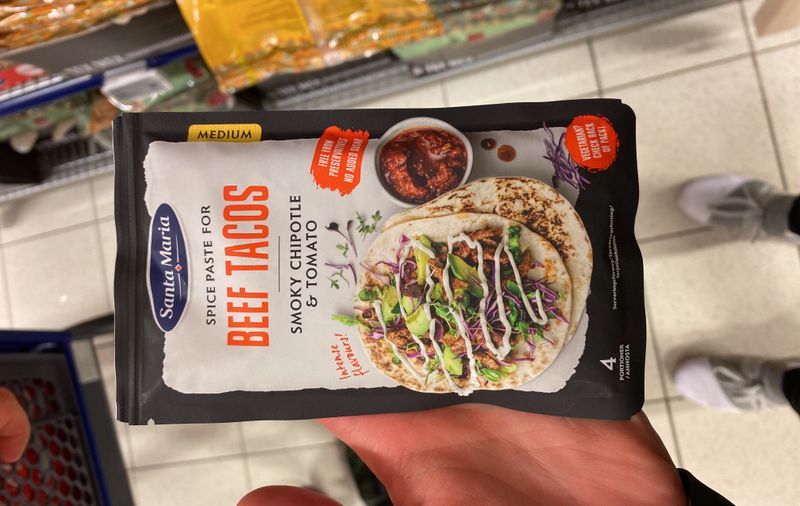 MEDIUM
Santa Maria
SPICE PASTE FOR
BEEF TACOS
SMOKY CHIPOTLE
& TOMATO
FREE FROM
PRESERVATIVES
NO ADDED SUGAR
VEGETARIAN?
CHECK BACK
OF PACK!
Intense
flavours!
4
PORTIONER
/ANNOSTA